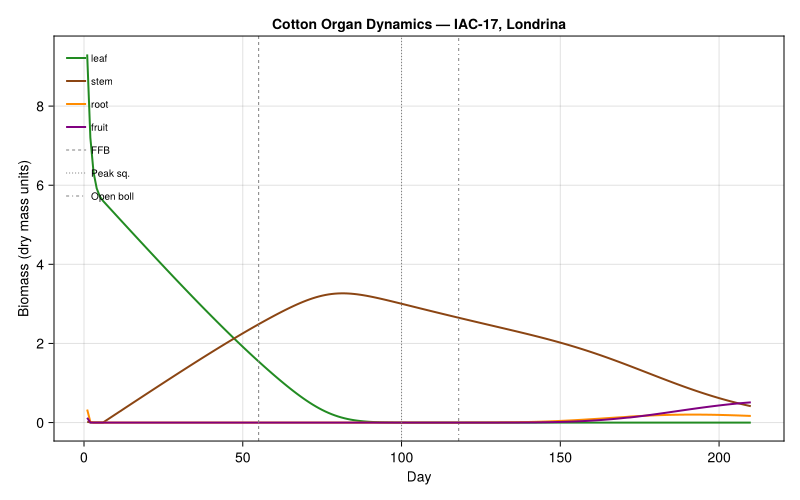 Cotton Organ Dynamics — IAC-17, Londrina
leaf
stem
root
fruit
FFB
Peak sq.
Open boll
Biomass (dry mass units)
8
6
4
2
0
0 50 100 150 200
Day